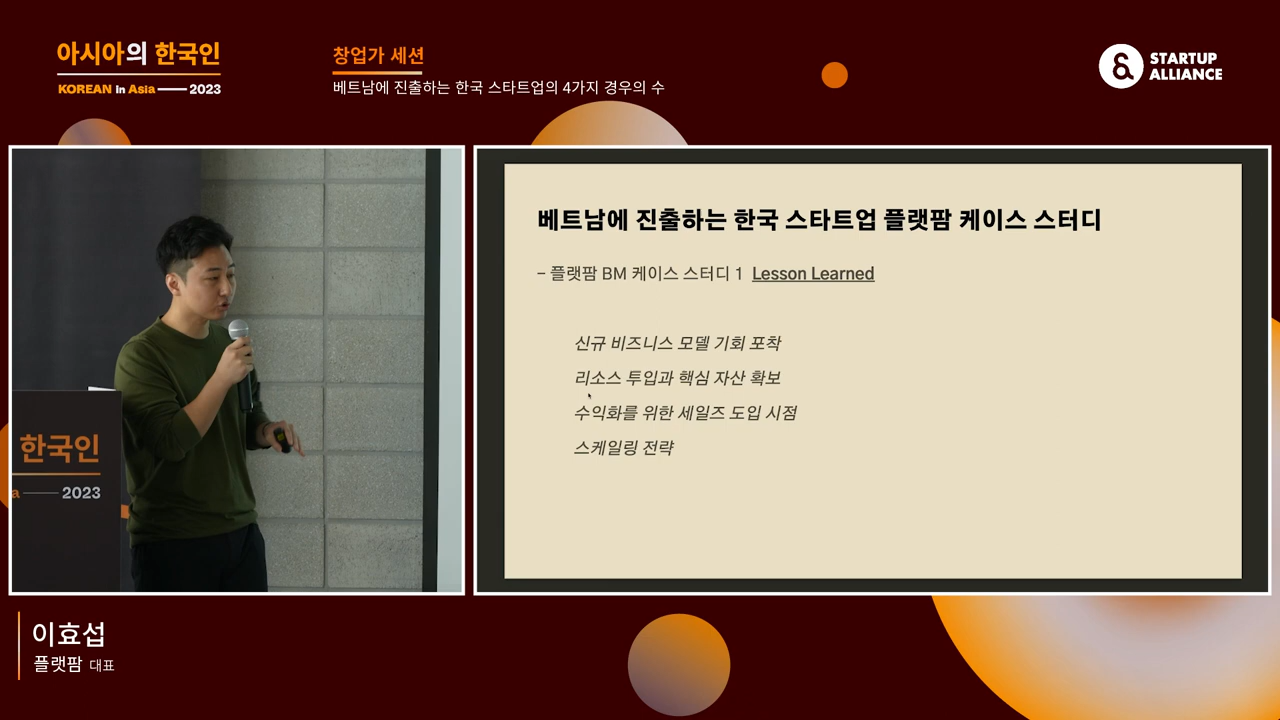 아시아의 한국인
KOREAN in Asia 2023
창업가 세션
베트남에 진출하는 한국 스타트업의 4가지 경우의 수
STARTUP
ALLIANCE
한국인
a 2023
베트남에 진출하는 한국 스타트업 플랫팜 케이스 스터디
– 플랫팜 BM 케이스 스터디 1 Lesson Learned
신규 비즈니스 모델 기회 포착
리소스 투입과 핵심 자산 확보
수익화를 위한 세일즈 도입 시점
스케일링 전략
이효섭
플랫팜 대표